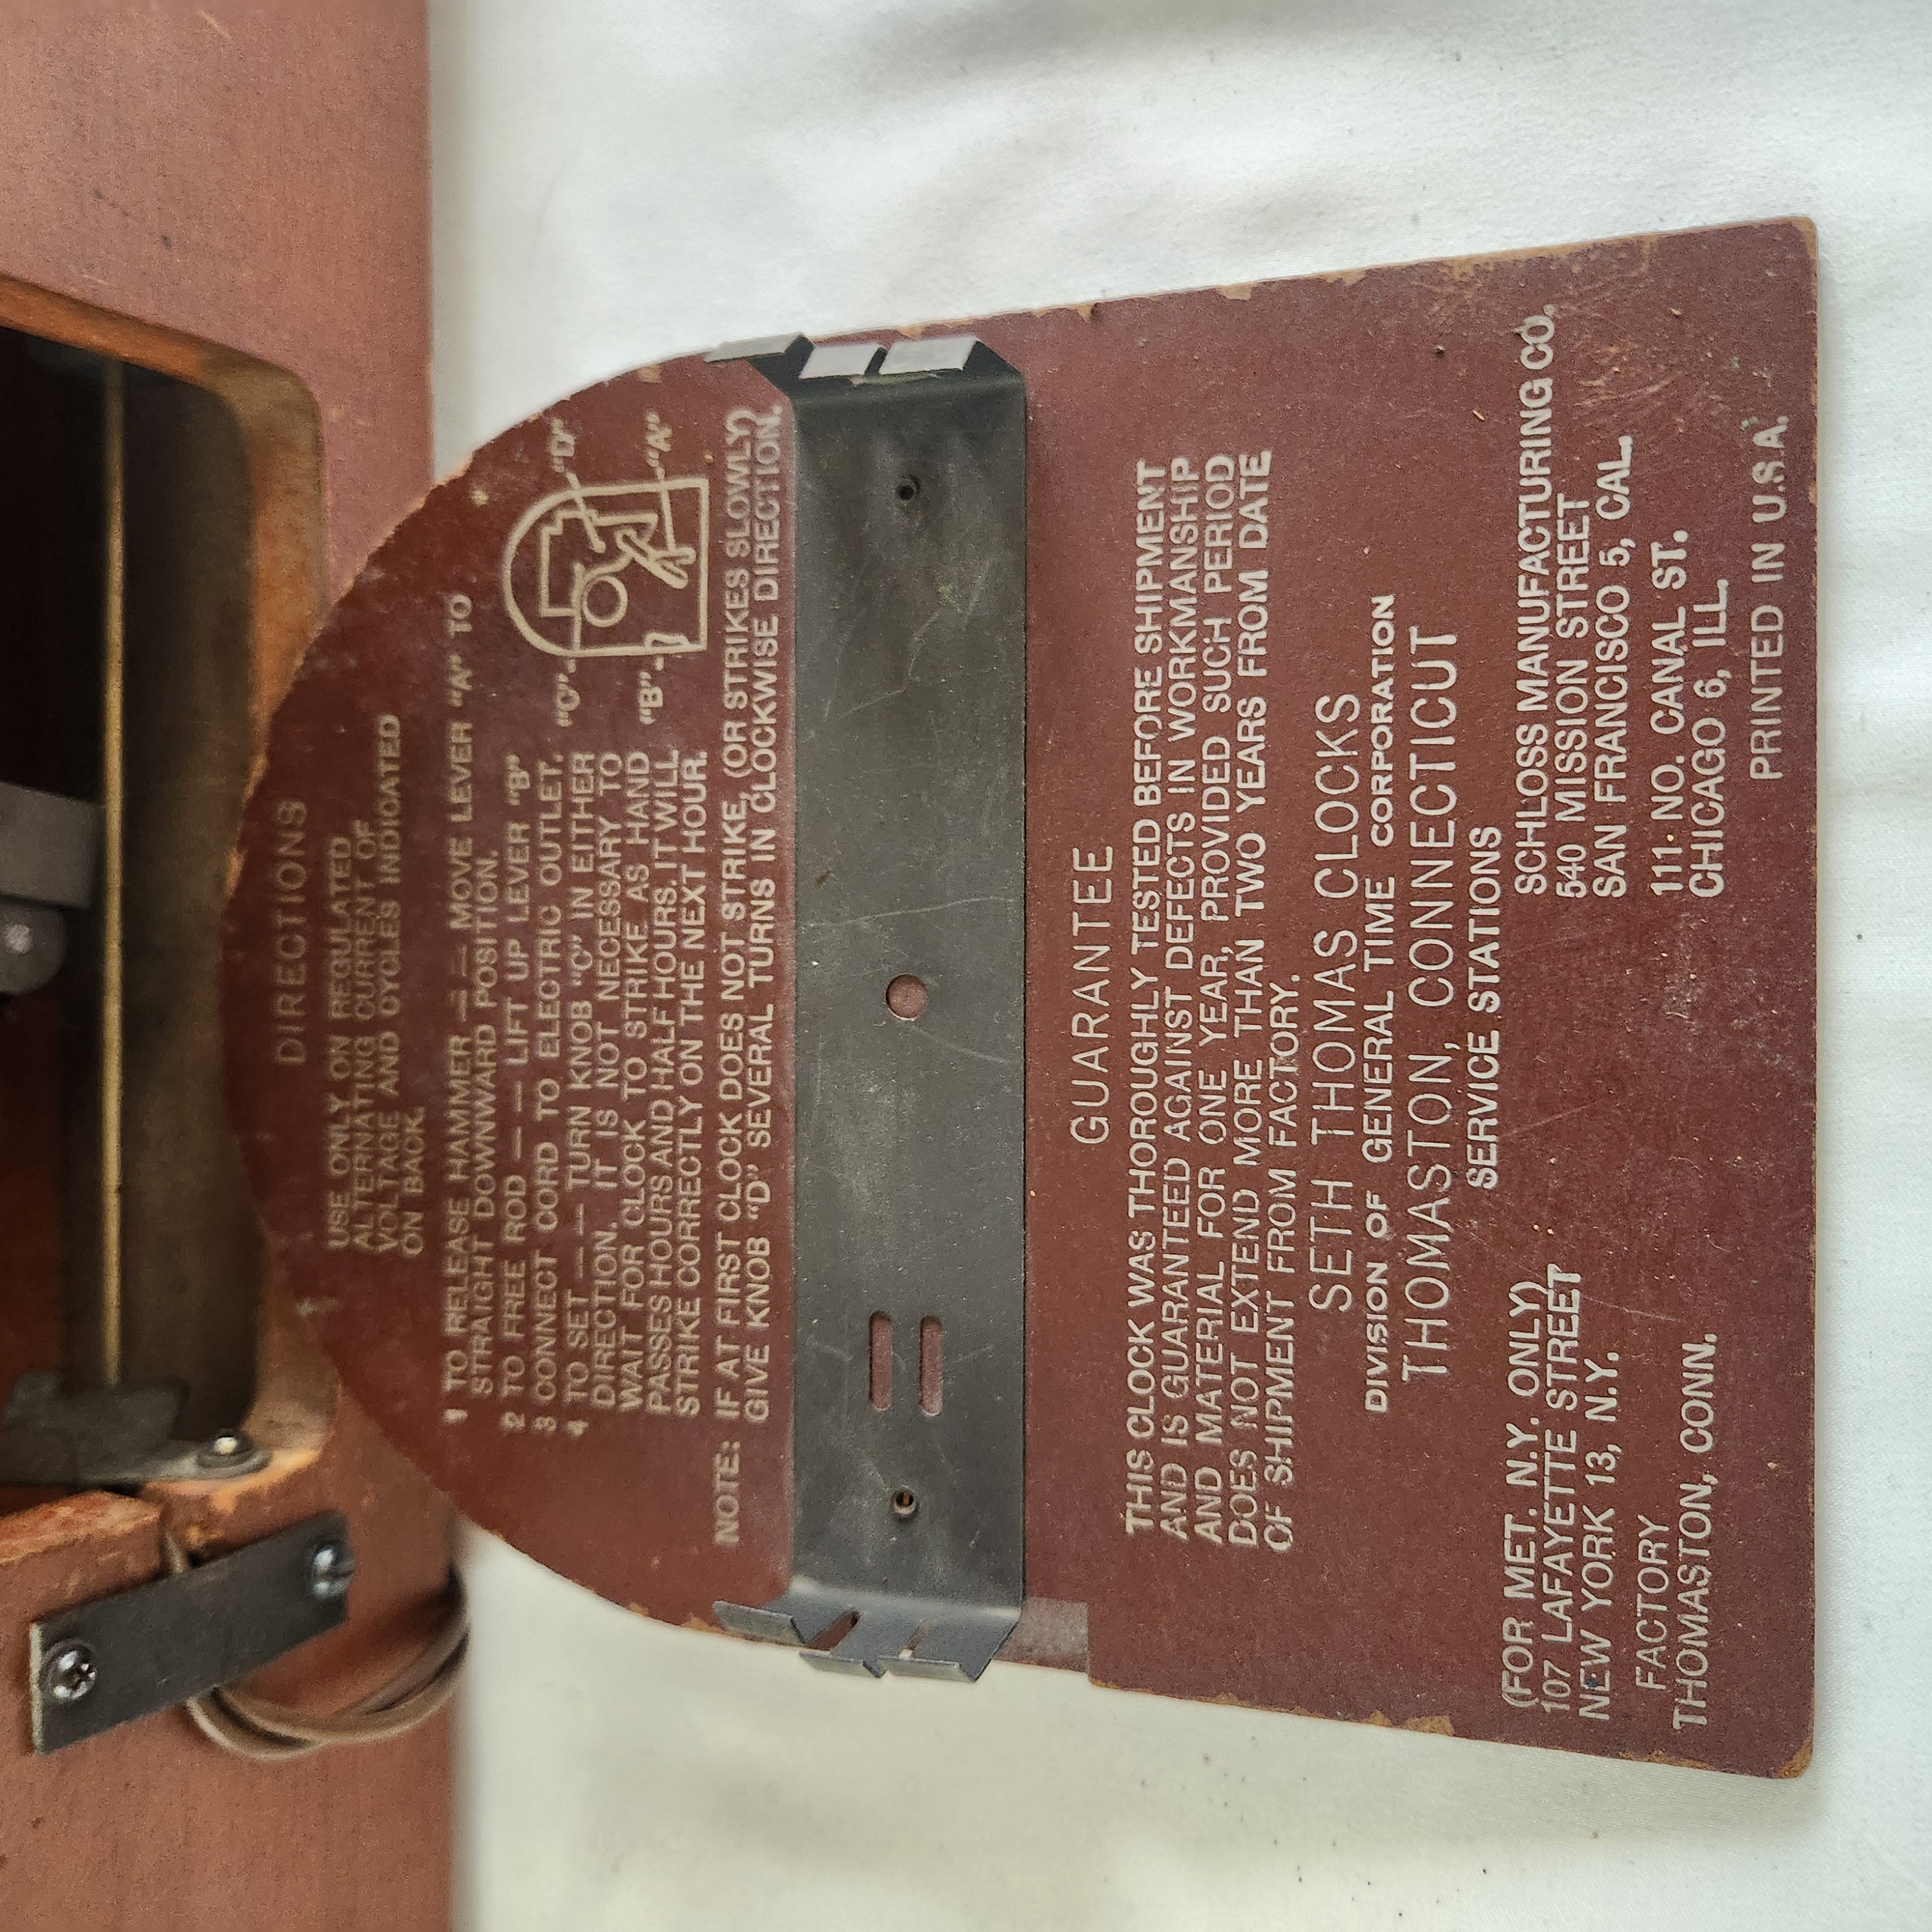 DIRECTIONS
USE ONLY ON REGULATED
ALTERNATING CURRENT OF
VOLTAGE AND CYCLES INDICATED
ON BACK.
1 TO RELEASE HAMMER — — MOVE LEVER "A" TO
STRAIGHT DOWNWARD POSITION.
2 TO FREE ROD — — LIFT UP LEVER "B"
3 CONNECT CORD TO ELECTRIC OUTLET.
4 TO SET — — TURN KNOB "C" IN EITHER
DIRECTION. IT IS NOT NECESSARY TO
WAIT FOR CLOCK TO STRIKE AS HAND
PASSES HOURS AND HALF HOURS, IT WILL
STRIKE CORRECTLY ON THE NEXT HOUR.
"C" "D"
"B" "A"
NOTE: IF AT FIRST CLOCK DOES NOT STRIKE, (OR STRIKES SLOWLY)
GIVE KNOB "D" SEVERAL TURNS IN CLOCKWISE DIRECTION.
GUARANTEE
THIS CLOCK WAS THOROUGHLY TESTED BEFORE SHIPMENT
AND IS GUARANTEED AGAINST DEFECTS IN WORKMANSHIP
AND MATERIAL FOR ONE YEAR, PROVIDED SUCH PERIOD
DOES NOT EXTEND MORE THAN TWO YEARS FROM DATE
OF SHIPMENT FROM FACTORY.
SETH THOMAS CLOCKS
DIVISION OF GENERAL TIME CORPORATION
THOMASTON, CONNECTICUT
SERVICE STATIONS
(FOR MET. N.Y. ONLY)
107 LAFAYETTE STREET
NEW YORK 13, N.Y.
FACTORY
THOMASTON, CONN.
SCHLOSS MANUFACTURING CO.
540 MISSION STREET
SAN FRANCISCO 5, CAL.
111 NO. CANAL ST.
CHICAGO 6, ILL.
PRINTED IN U.S.A.